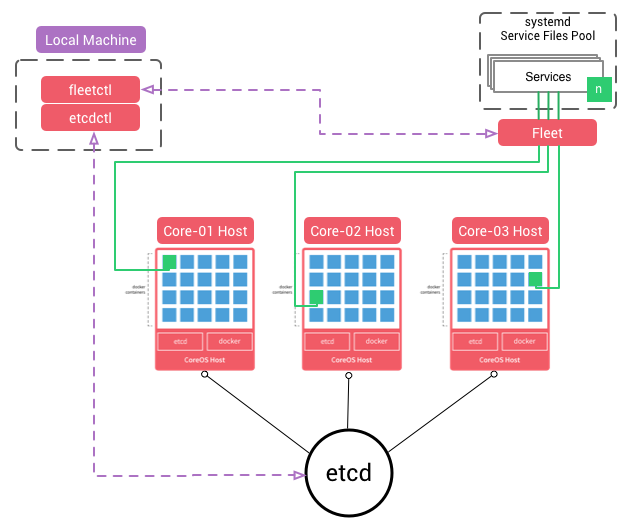 systemd
Service Files Pool
Local Machine
Services
fleetctl
n
etcdctl
Fleet
Core-01 Host
Core-02 Host
Core-03 Host
docker
containers
docker
containers
docker
containers
etcd
docker
etcd
docker
etcd
docker
CoreOS Host
CoreOS Host
CoreOS Host
etcd